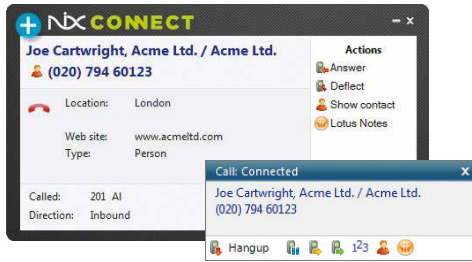 NIX CONNECT
Joe Cartwright, Acme Ltd. / Acme Ltd.
(020) 794 60123
Location: London
Web site: www.acmeltd.com
Type: Person
Called: 201 Al
Direction: Inbound
Actions
Answer
Deflect
Show contact
Lotus Notes
Call: Connected
Joe Cartwright, Acme Ltd. / Acme Ltd.
(020) 794 60123
Hangup 123